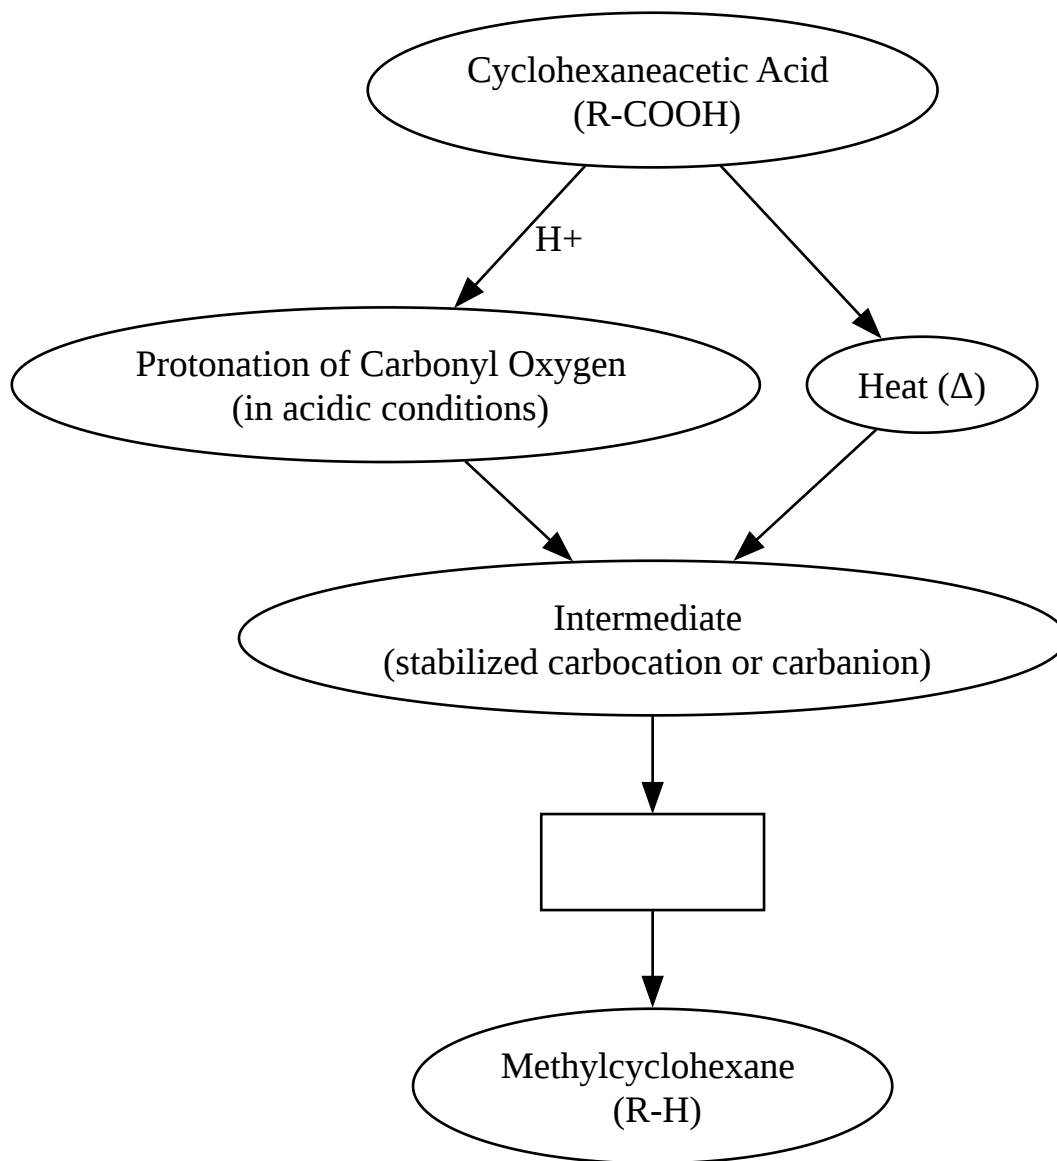 Cyclohexaneacetic Acid
(R-COOH)
H+
Protonation of Carbonyl Oxygen
(in acidic conditions)
Heat (Δ)
Intermediate
(stabilized carbocation or carbanion)
Methylcyclohexane
(R-H)